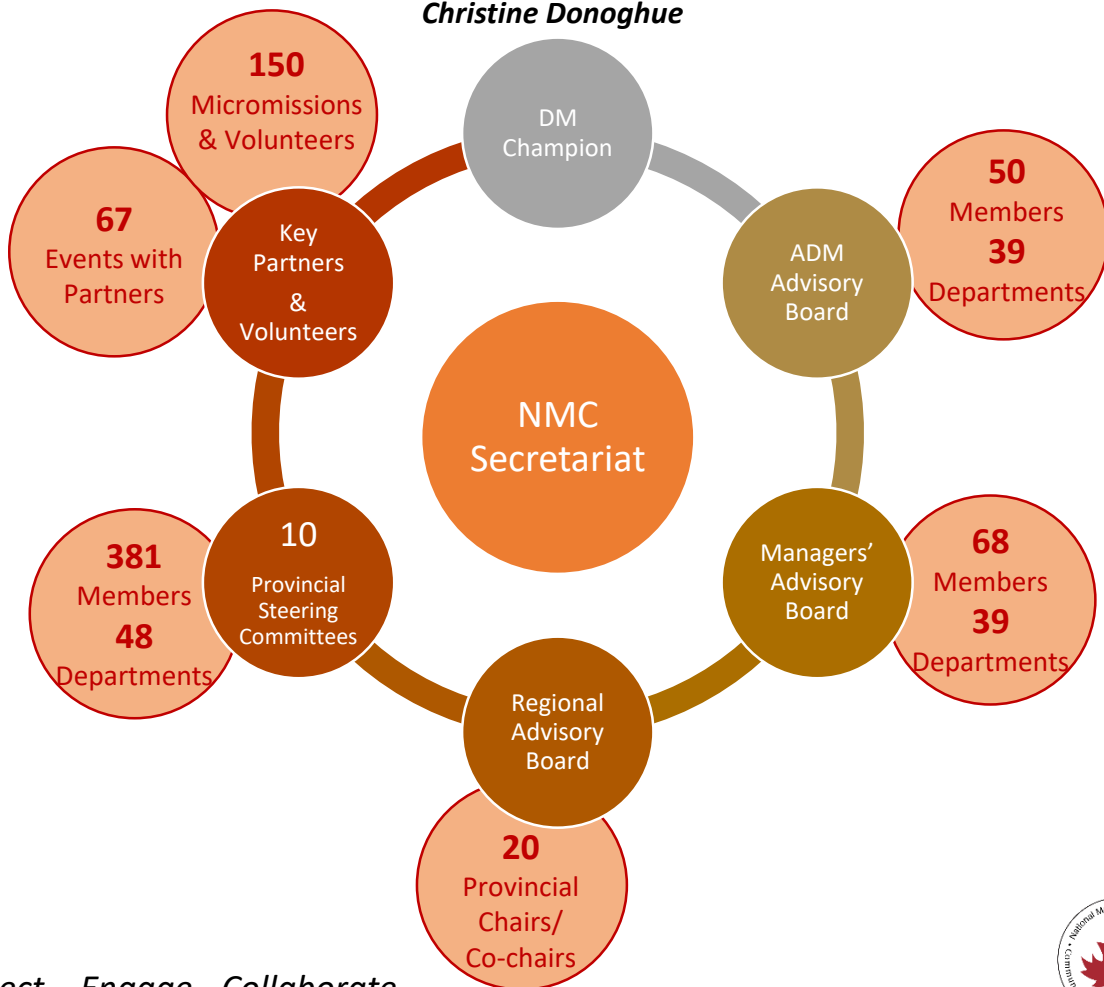 Christine Donoghue
150
Micromissions
& Volunteers
DM
Champion
67
Events with
Partners
Key
Partners
&
Volunteers
ADM
Advisory
Board
50
Members
39
Departments
NMC
Secretariat
381
Members
48
Departments
10
Provincial
Steering
Committees
Managers’
Advisory
Board
68
Members
39
Departments
Regional
Advisory
Board
20
Provincial
Chairs/
Co-chairs
Engage Collaborate
National